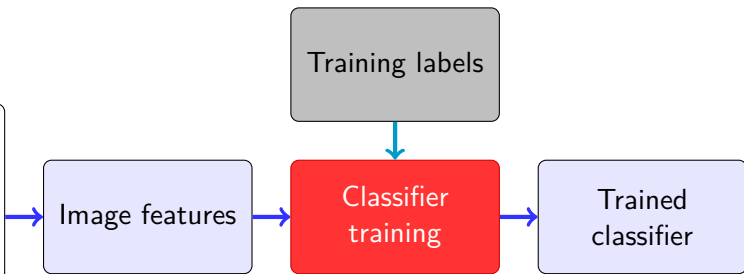 Training labels
Image features
Classifier
training
Trained
classifier